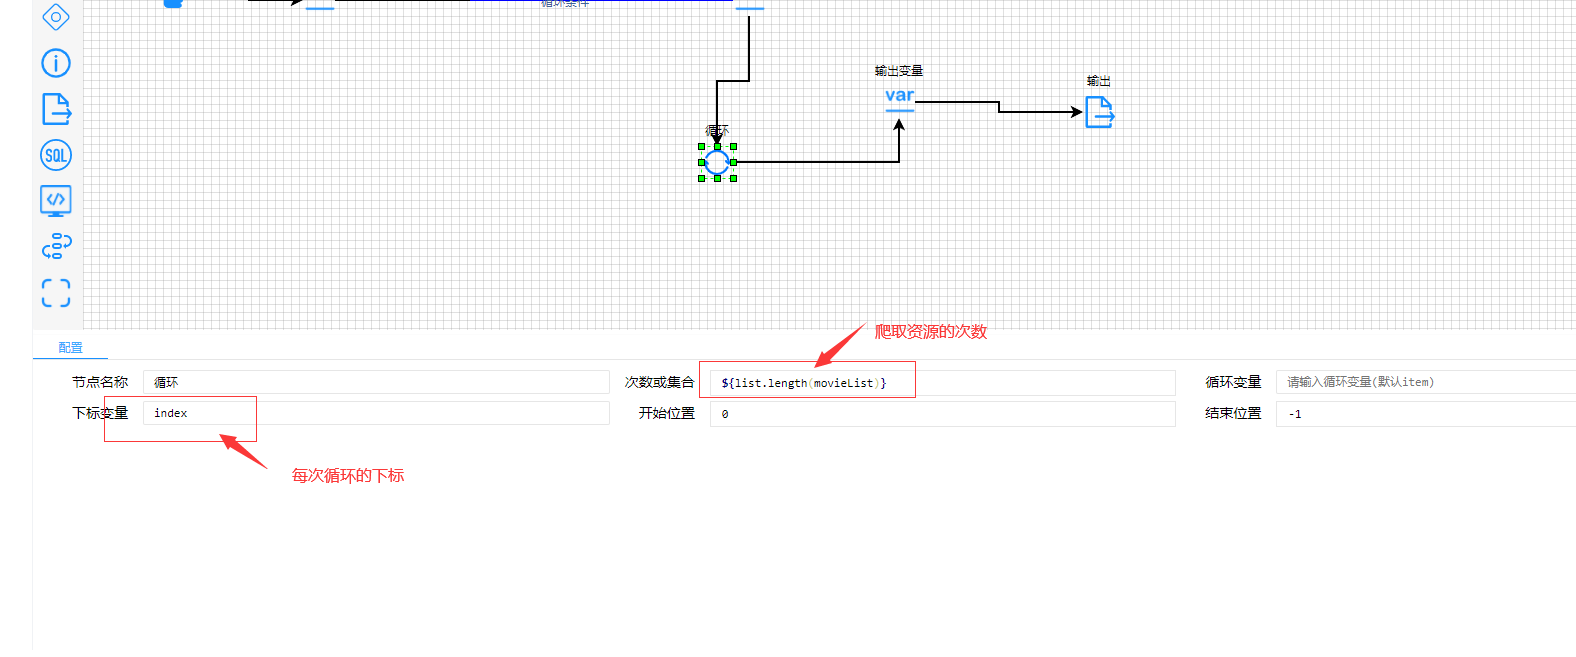 循环条件
输出变量
var
输出
循环
SQL
爬取资源的次数
配置
节点名称 循环 次数或集合 ${list.length(movieList)} 循环变量 请输入循环变量(默认item)
下标变量 index 开始位置 0 结束位置 -1
每次循环的下标